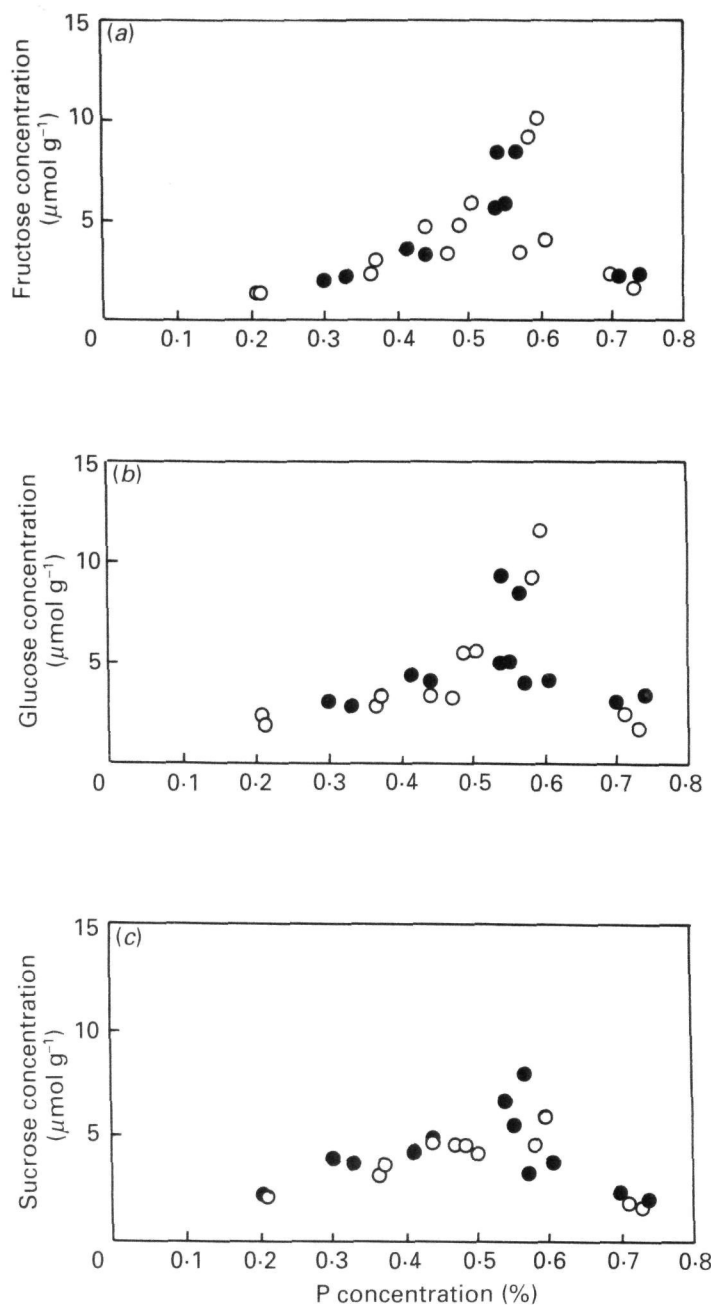 (a)
Fructose concentration
(μmol g⁻¹)
15
10
5
0
0·1 0·2 0·3 0·4 0·5 0·6 0·7 0·8
(b)
Glucose concentration
(μmol g⁻¹)
15
10
5
0
0·1 0·2 0·3 0·4 0·5 0·6 0·7 0·8
(c)
Sucrose concentration
(μmol g⁻¹)
15
10
5
0
0·1 0·2 0·3 0·4 0·5 0·6 0·7 0·8
P concentration (%)